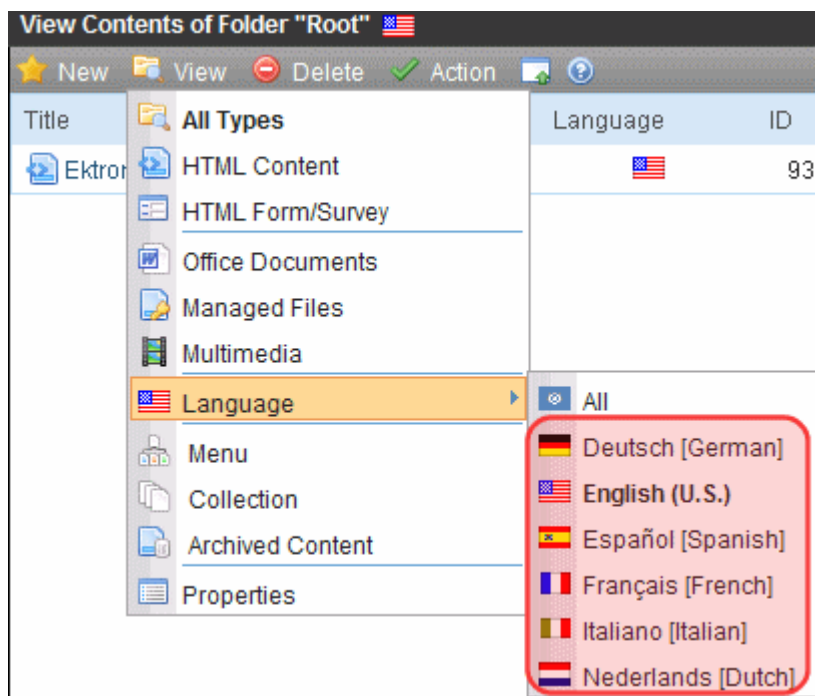 View Contents of Folder "Root"
New View Delete Action
Title Language ID
Ektron 93
All Types
HTML Content
HTML Form/Survey
Office Documents
Managed Files
Multimedia
Language
Menu
Collection
Archived Content
Properties
All
Deutsch [German]
English (U.S.)
Español [Spanish]
Français [French]
Italiano [Italian]
Nederlands [Dutch]